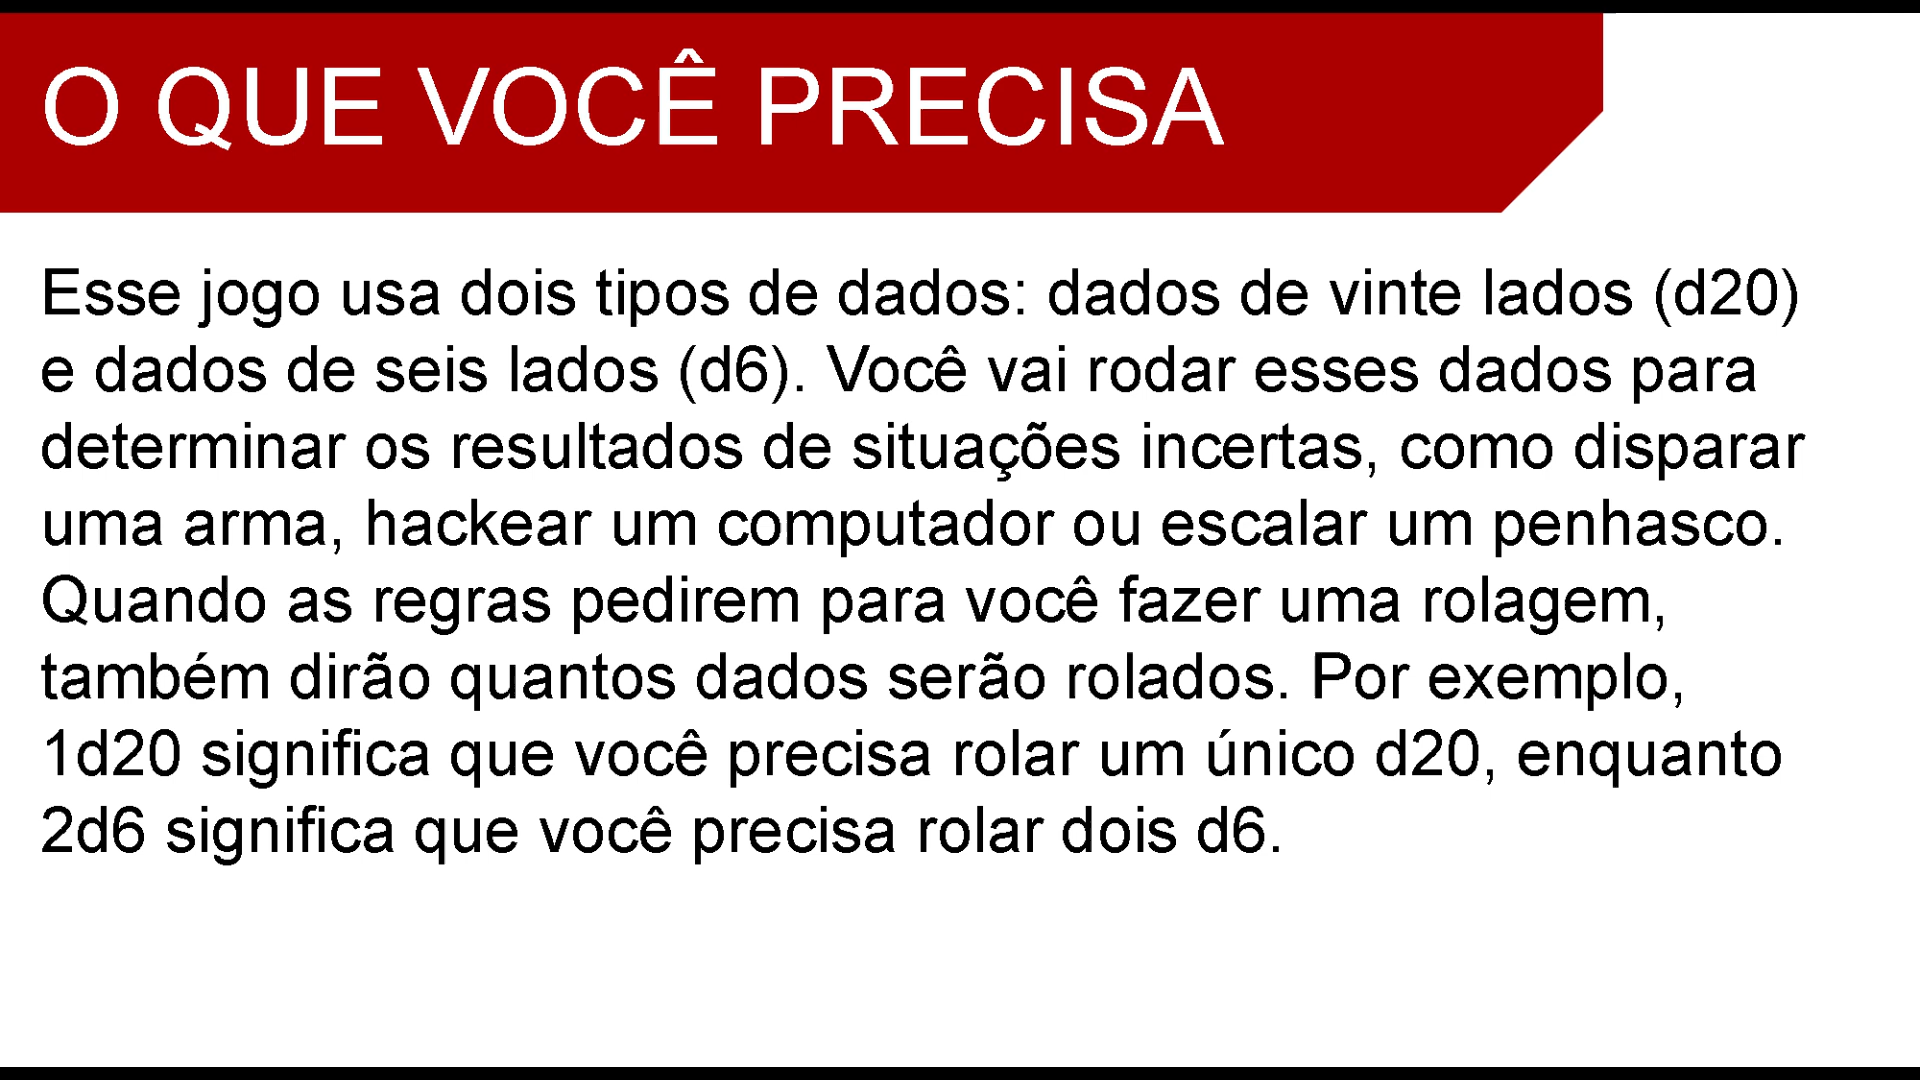 O QUE VOCÊ PRECISA
Esse jogo usa dois tipos de dados: dados de vinte lados (d20)
e dados de seis lados (d6). Você vai rodar esses dados para
determinar os resultados de situações incertas, como disparar
uma arma, hackear um computador ou escalar um penhasco.
Quando as regras pedirem para você fazer uma rolagem,
também dirão quantos dados serão rolados. Por exemplo,
1d20 significa que você precisa rolar um único d20, enquanto
2d6 significa que você precisa rolar dois d6.